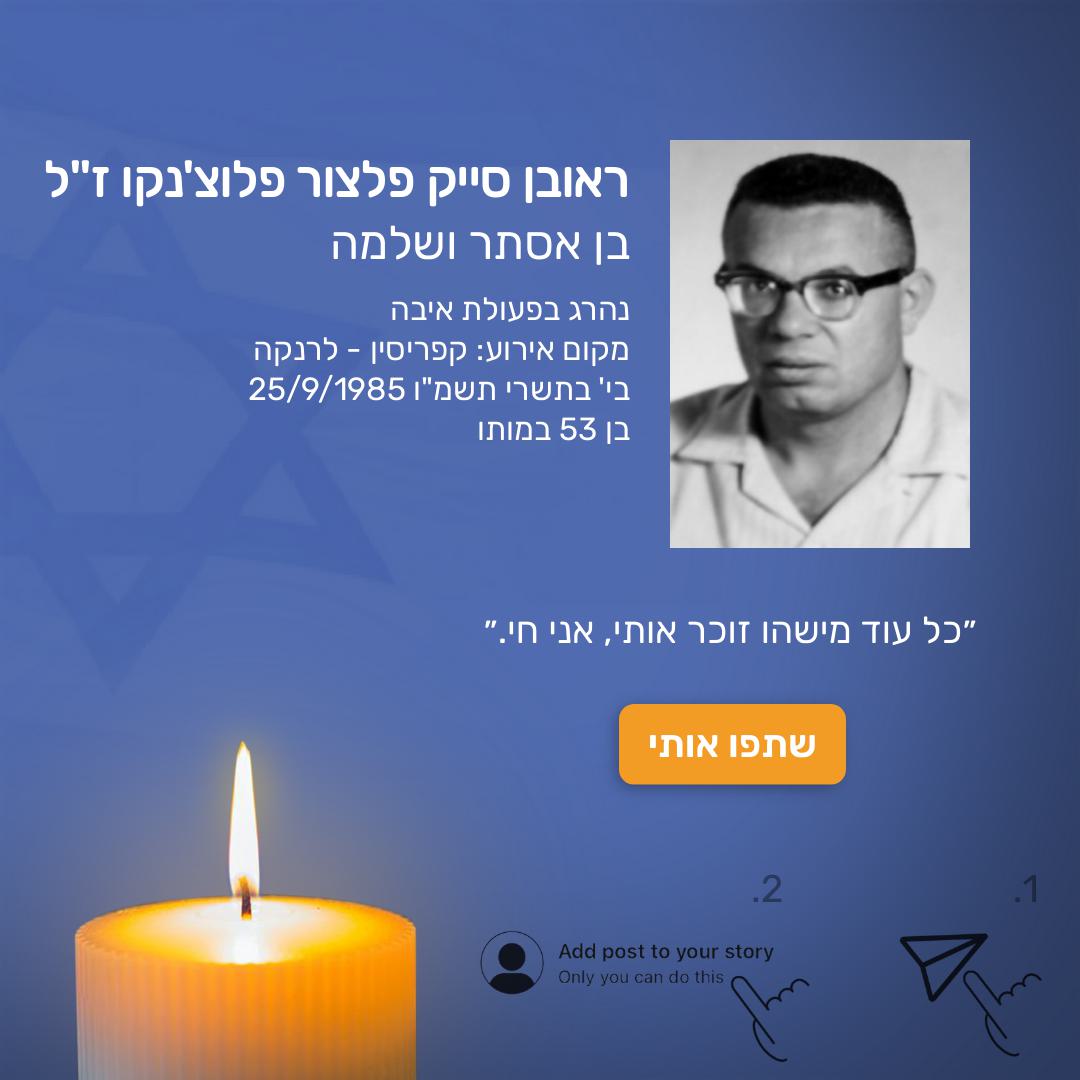 ראובן סייק פלצור פלוצ'נקו ז"ל
בן אסתר ושלמה
נהרג בפעולת איבה
מקום אירוע: קפריסין - לרנקה
בי' בתשרי תשמ"ו 25/9/1985
בן 53 במותו
״כל עוד מישהו זוכר אותי, אני חי.״
שתפו אותי
1.
2.
Add post to your story
Only you can do this